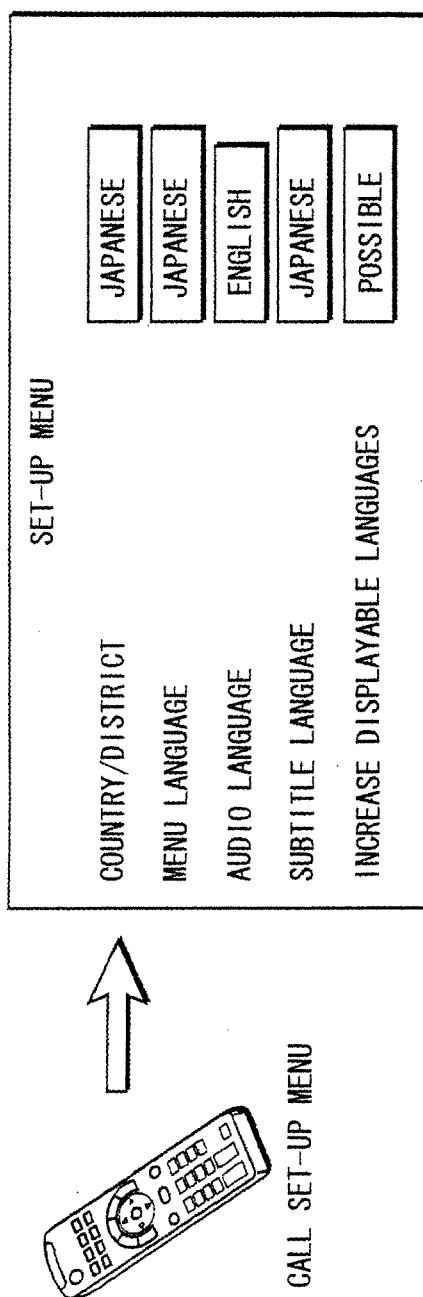 SET-UP MENU
COUNTRY/DISTRICT JAPANESE
MENU LANGUAGE JAPANESE
AUDIO LANGUAGE ENGLISH
SUBTITLE LANGUAGE JAPANESE
INCREASE DISPLAYABLE LANGUAGES POSSIBLE
CALL SET-UP MENU